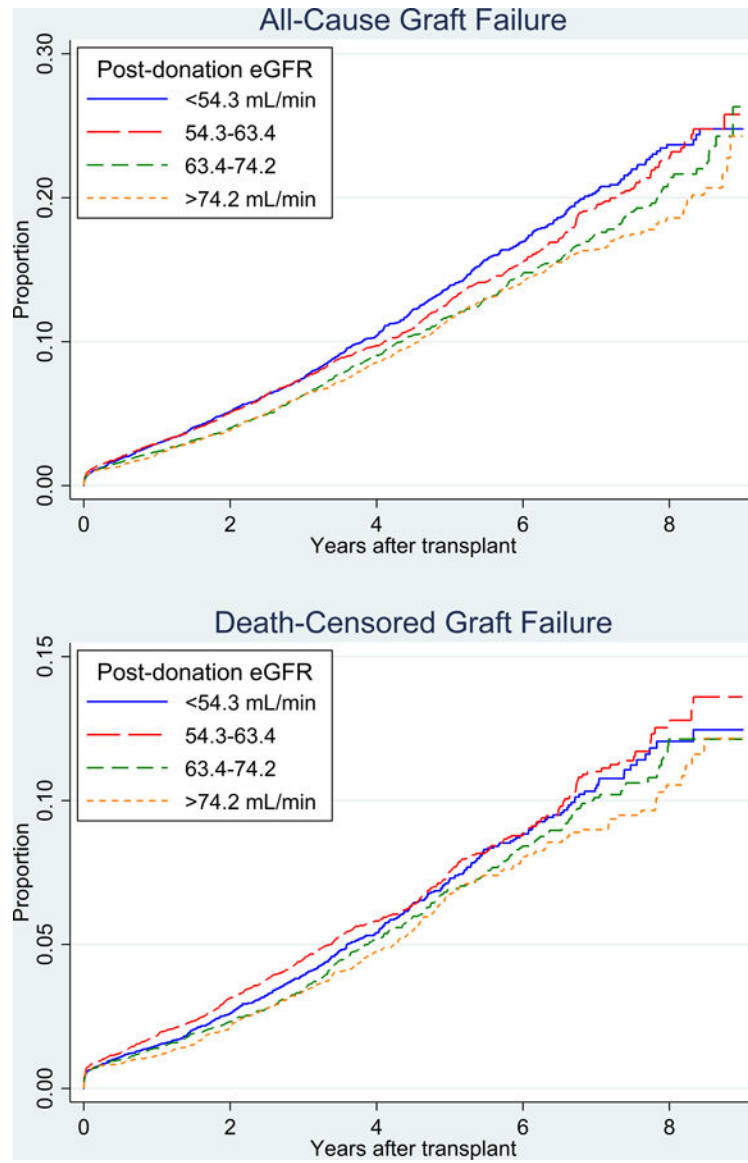 All-Cause Graft Failure
Post-donation eGFR
<54.3 mL/min
54.3-63.4
63.4-74.2
>74.2 mL/min
Proportion
0.30
0.20
0.10
0.00
0 2 4 6 8
Years after transplant
Death-Censored Graft Failure
Post-donation eGFR
<54.3 mL/min
54.3-63.4
63.4-74.2
>74.2 mL/min
Proportion
0.15
0.10
0.05
0.00
0 2 4 6 8
Years after transplant